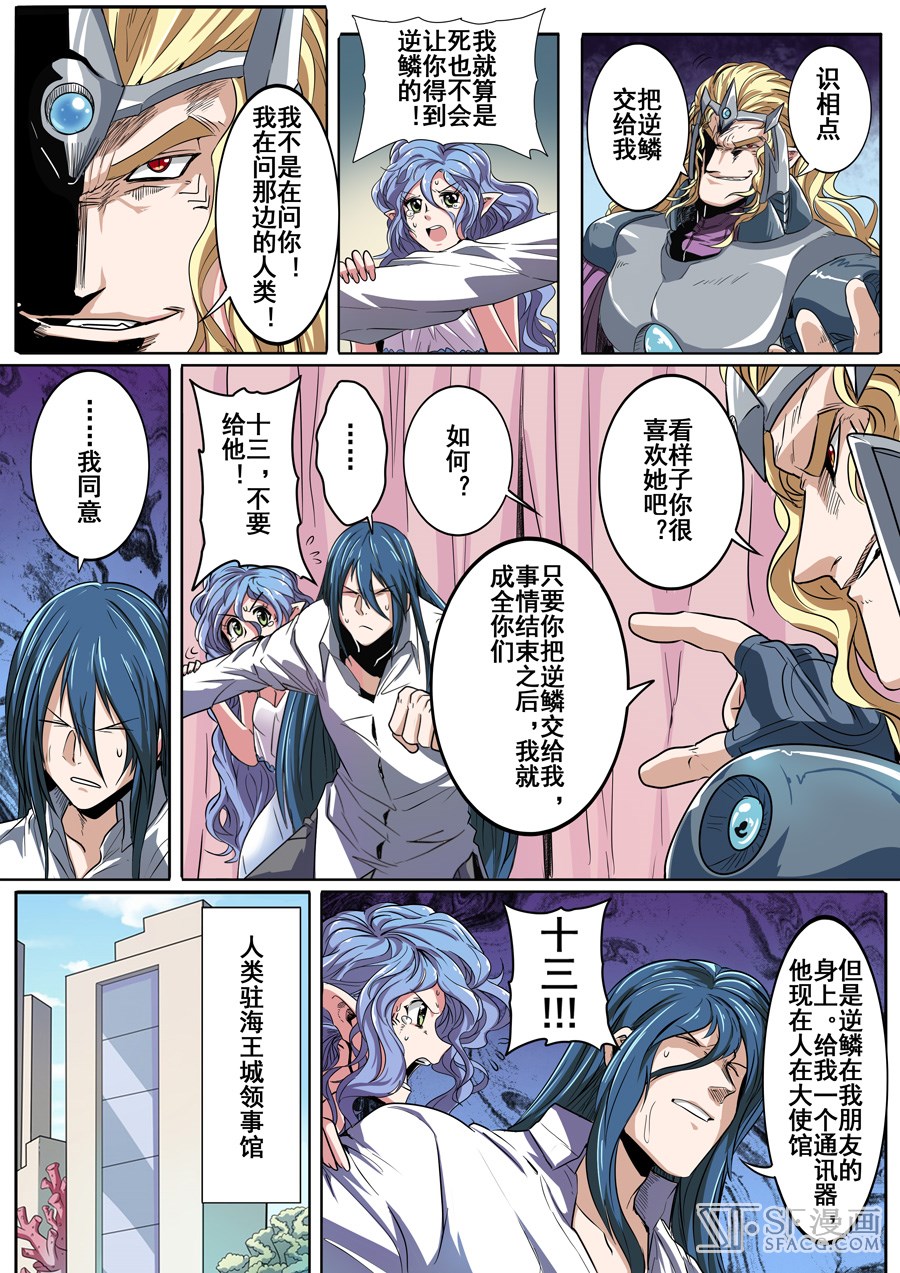 识相点
把逆鳞
交给我
我就算是
死也不会
让你得到
逆鳞的！
我不是在问你！
我在问那边的人类！
看样子你很
喜欢她吧？
如何？
只要你把逆鳞交给我，
事情结束之后，我就
成全你们
……
十三，不要
给他！
……我同意
但是逆鳞在我朋友的
身上。给我一个通讯器，
他现在人在大使馆
十三!!!
人类驻海王城领事馆
SF漫画
SFACG.COM